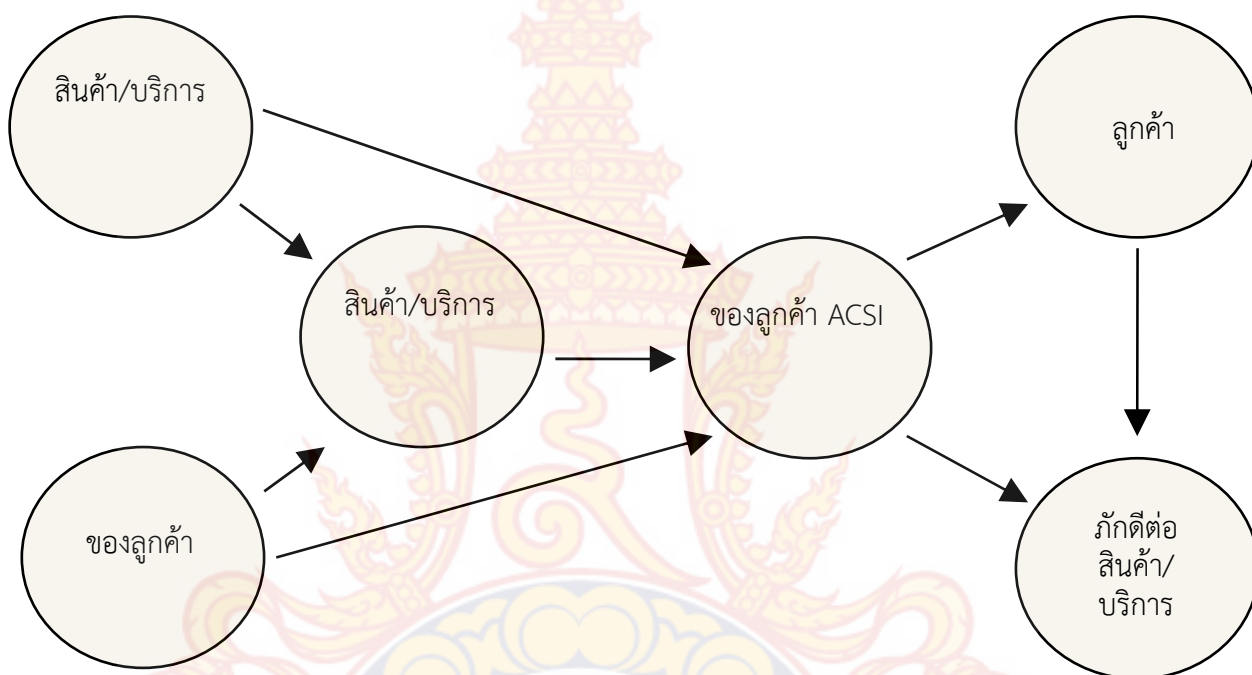 สินค้า/บริการ
ลูกค้า
สินค้า/บริการ
ของลูกค้า ACSI
ของลูกค้า
ภักดีต่อ
สินค้า/
บริการ